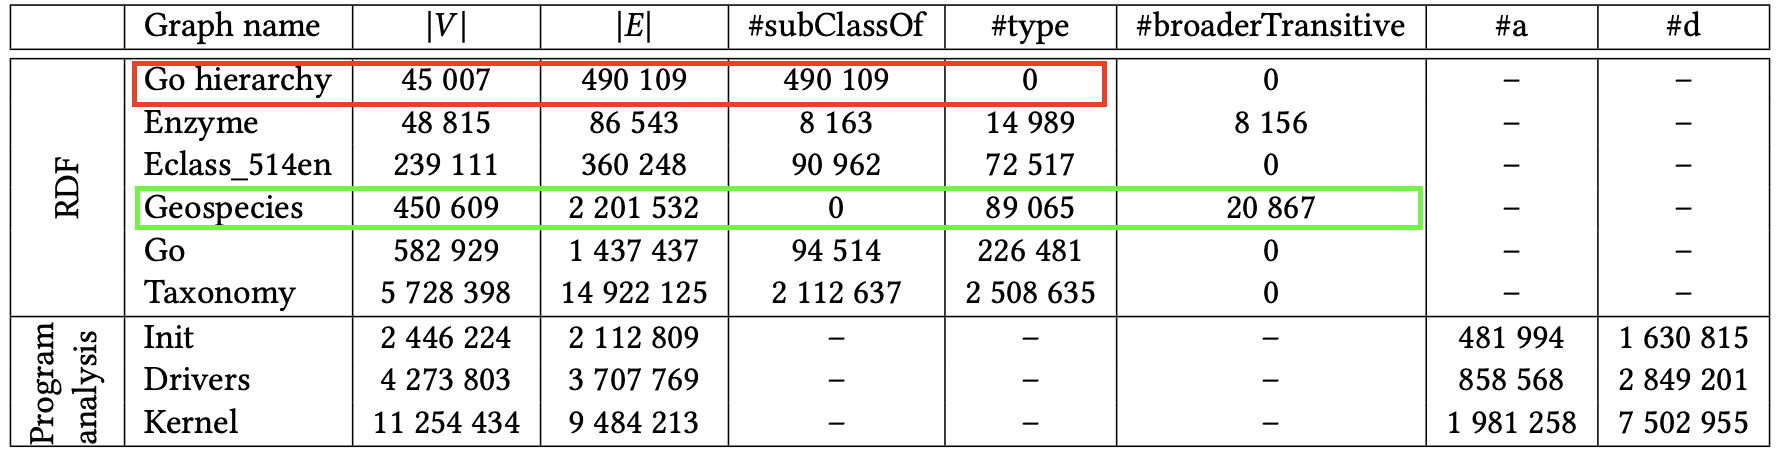 Graph name |V| |E| #subClassOf #type #broaderTransitive #a #d
RDF
Go hierarchy 45 007 490 109 490 109 0 0 – –
Enzyme 48 815 86 543 8 163 14 989 8 156 – –
Eclass_514en 239 111 360 248 90 962 72 517 0 – –
Geospecies 450 609 2 201 532 0 89 065 20 867 – –
Go 582 929 1 437 437 94 514 226 481 0 – –
Taxonomy 5 728 398 14 922 125 2 112 637 2 508 635 0 – –
Program
analysis
Init 2 446 224 2 112 809 – – – 481 994 1 630 815
Drivers 4 273 803 3 707 769 – – – 858 568 2 849 201
Kernel 11 254 434 9 484 213 – – – 1 981 258 7 502 955